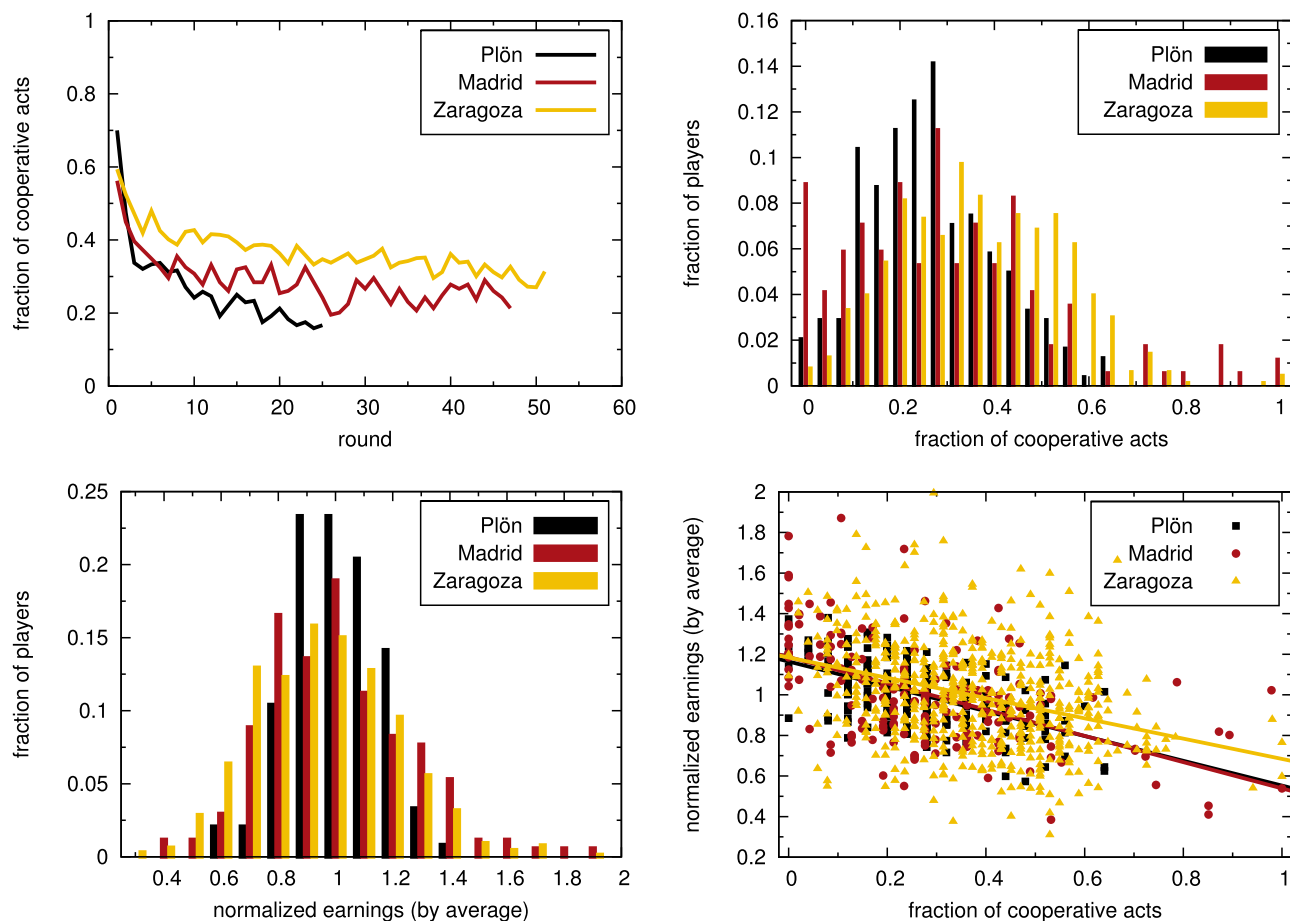 1
0.8
0.6
0.4
0.2
0
0 10 20 30 40 50 60
fraction of cooperative acts
round
Plön
Madrid
Zaragoza
0.16
0.14
0.12
0.1
0.08
0.06
0.04
0.02
0
0 0.2 0.4 0.6 0.8 1
fraction of players
fraction of cooperative acts
Plön
Madrid
Zaragoza
0.25
0.2
0.15
0.1
0.05
0
0.4 0.6 0.8 1 1.2 1.4 1.6 1.8 2
fraction of players
normalized earnings (by average)
Plön
Madrid
Zaragoza
2
1.8
1.6
1.4
1.2
1
0.8
0.6
0.4
0.2
0 0.2 0.4 0.6 0.8 1
normalized earnings (by average)
fraction of cooperative acts
Plön
Madrid
Zaragoza